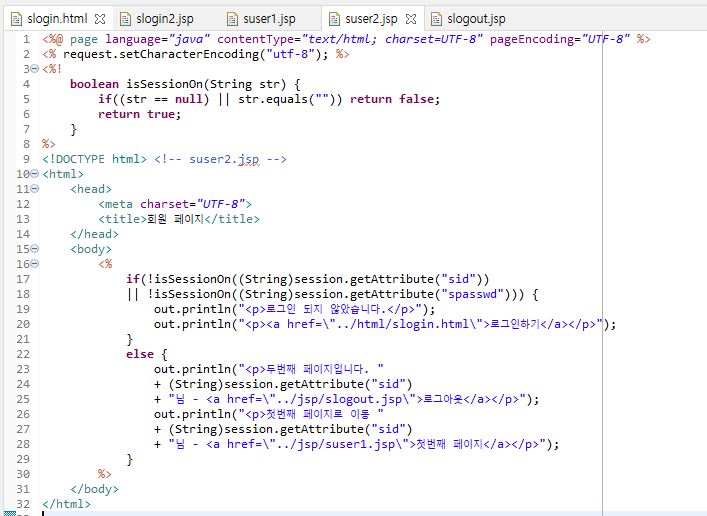 slogin.html slogin2.jsp suser1.jsp suser2.jsp slogout.jsp
1 <%@ page language="java" contentType="text/html; charset=UTF-8" pageEncoding="UTF-8" %>
2 <% request.setCharacterEncoding("utf-8"); %>
3 <%!
4     boolean isSessionOn(String str) {
5         if((str == null) || str.equals("")) return false;
6         return true;
7     }
8 %>
9 <!DOCTYPE html> <!-- suser2.jsp -->
10 <html>
11     <head>
12         <meta charset="UTF-8">
13         <title>회원 페이지</title>
14     </head>
15     <body>
16         <%
17             if(!isSessionOn((String)session.getAttribute("sid"))
18             || !isSessionOn((String)session.getAttribute("spasswd"))) {
19                 out.println("<p>로그인 되지 않았습니다.</p>");
20                 out.println("<p><a href=\"../html/slogin.html\">로그인하기</a></p>");
21             }
22             else {
23                 out.println("<p>두번째 페이지입니다. "
24                 + (String)session.getAttribute("sid")
25                 + "님 - <a href=\"../jsp/slogout.jsp\">로그아웃</a></p>");
26                 out.println("<p>첫번째 페이지로 이동 "
27                 + (String)session.getAttribute("sid")
28                 + "님 - <a href=\"../jsp/suser1.jsp\">첫번째 페이지</a></p>");
29             }
30         %>
31     </body>
32 </html>